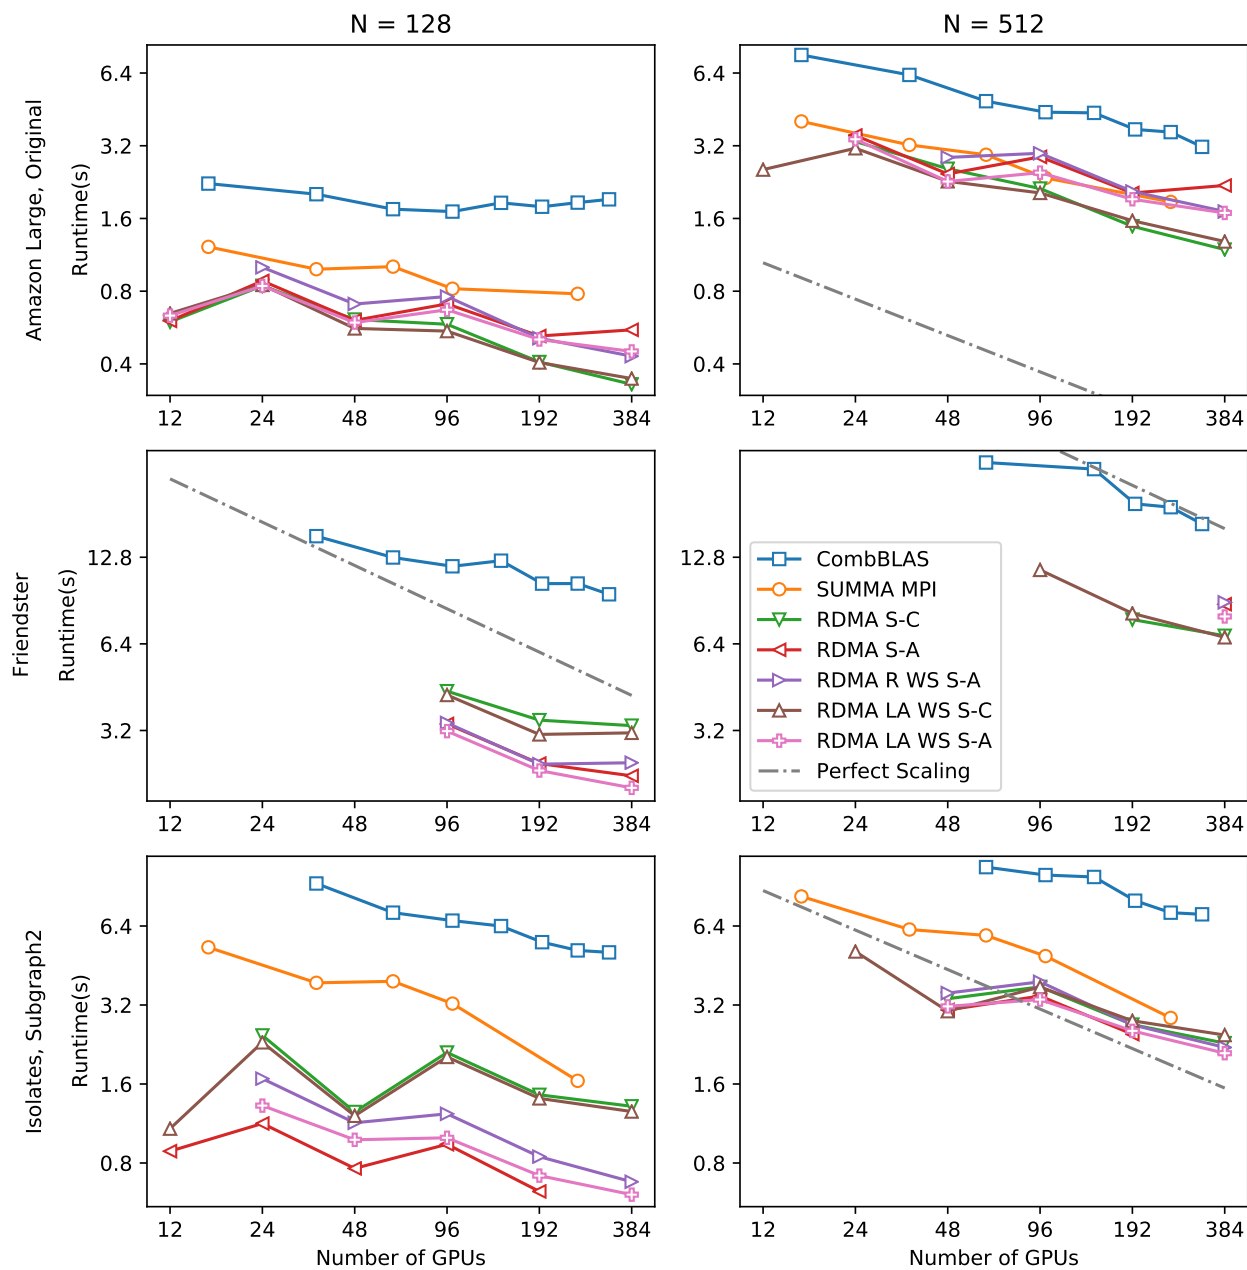 N = 128
N = 512
Amazon Large, Original
Runtime(s)
6.4
3.2
1.6
0.8
0.4
12 24 48 96 192 384
6.4
3.2
1.6
0.8
0.4
12 24 48 96 192 384
Friendster
Runtime(s)
12.8
6.4
3.2
12 24 48 96 192 384
12.8
6.4
3.2
CombBLAS
SUMMA MPI
RDMA S-C
RDMA S-A
RDMA R WS S-A
RDMA LA WS S-C
RDMA LA WS S-A
Perfect Scaling
12 24 48 96 192 384
Isolates, Subgraph2
Runtime(s)
6.4
3.2
1.6
0.8
12 24 48 96 192 384
Number of GPUs
6.4
3.2
1.6
0.8
12 24 48 96 192 384
Number of GPUs